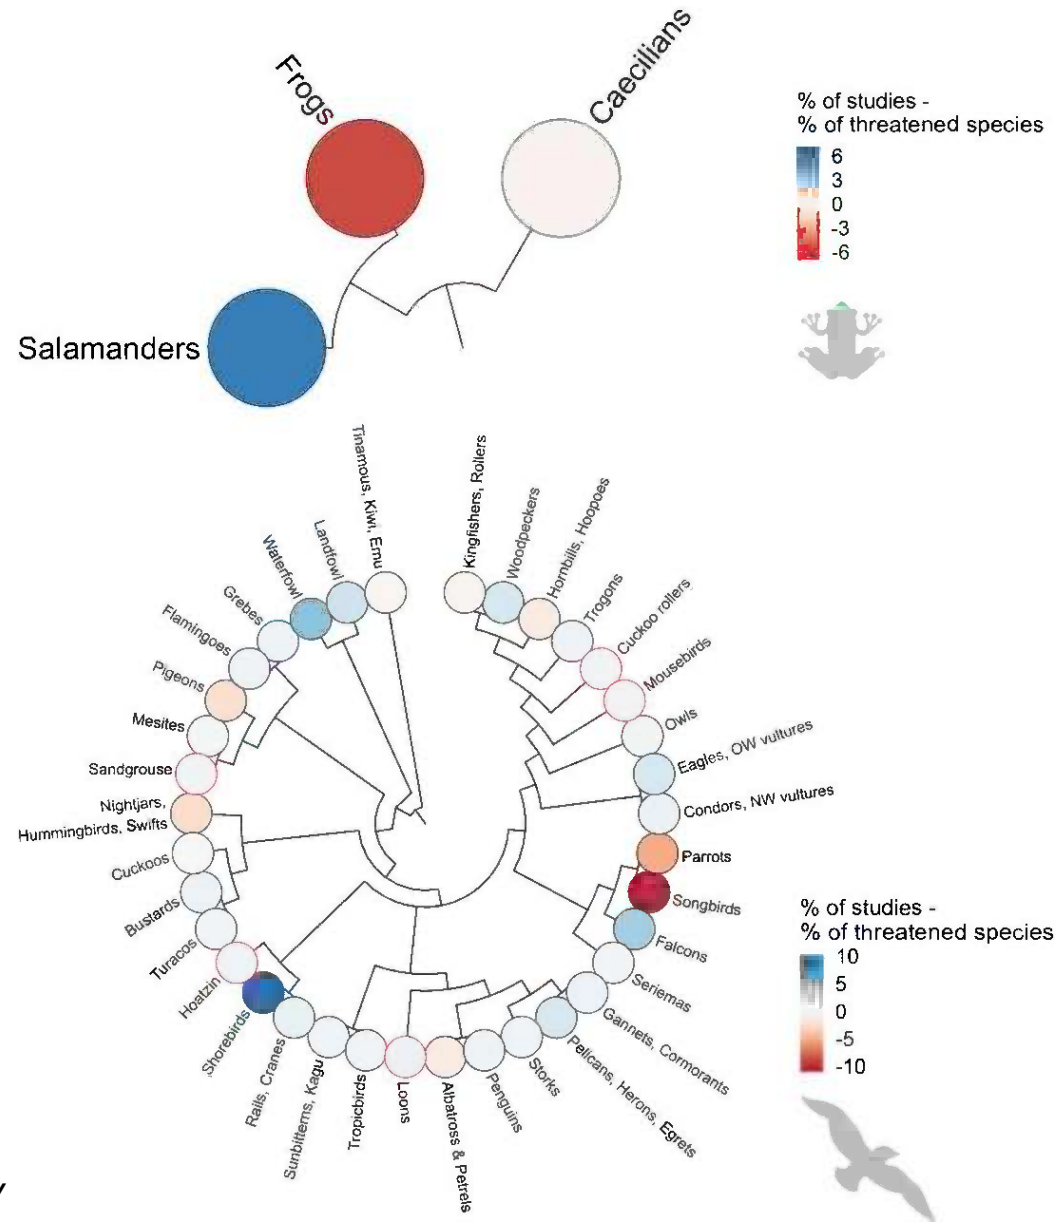 Frogs
Caecilians
Salamanders
% of studies -
% of threatened species
6
3
0
-3
-6
Tinamous, Kiwi, Emu
Landfowl
Waterfowl
Grebes
Flamingoes
Pigeons
Mesites
Sandgrouse
Nightjars,
Hummingbirds, Swifts
Cuckoos
Bustards
Turacos
Hoatzin
Shorebirds
Rails, Cranes
Sunbitterns, Kagu
Tropicbirds
Loons
Albatross & Petrels
Penguins
Storks
Pelicans, Herons, Egrets
Gannets, Cormorants
Seriemas
Falcons
Songbirds
Parrots
Condors, NW vultures
Eagles, OW vultures
Owls
Mousebirds
Cuckoo rollers
Trogons
Hornbills, Hoopoes
Woodpeckers
Kingfishers, Rollers
% of studies -
% of threatened species
10
5
0
-5
-10